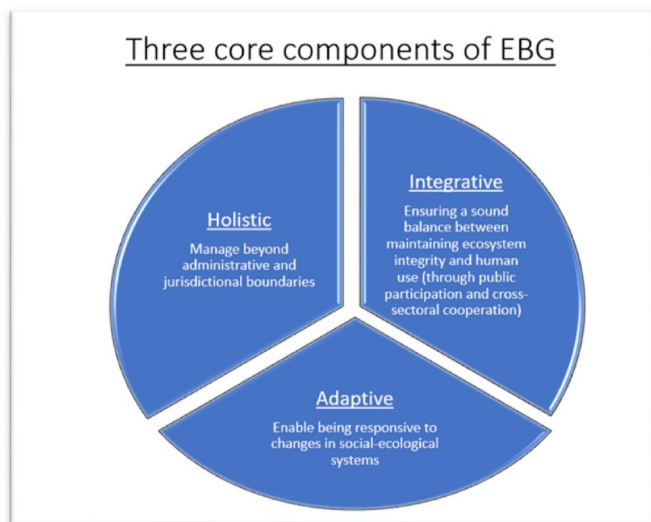 Three core components of EBG
Holistic
Manage beyond
administrative and
jurisdictional boundaries
Integrative
Ensuring a sound
balance between
maintaining ecosystem
integrity and human
use (through public
participation and cross-
sectoral cooperation)
Adaptive
Enable being responsive to
changes in social-ecological
systems